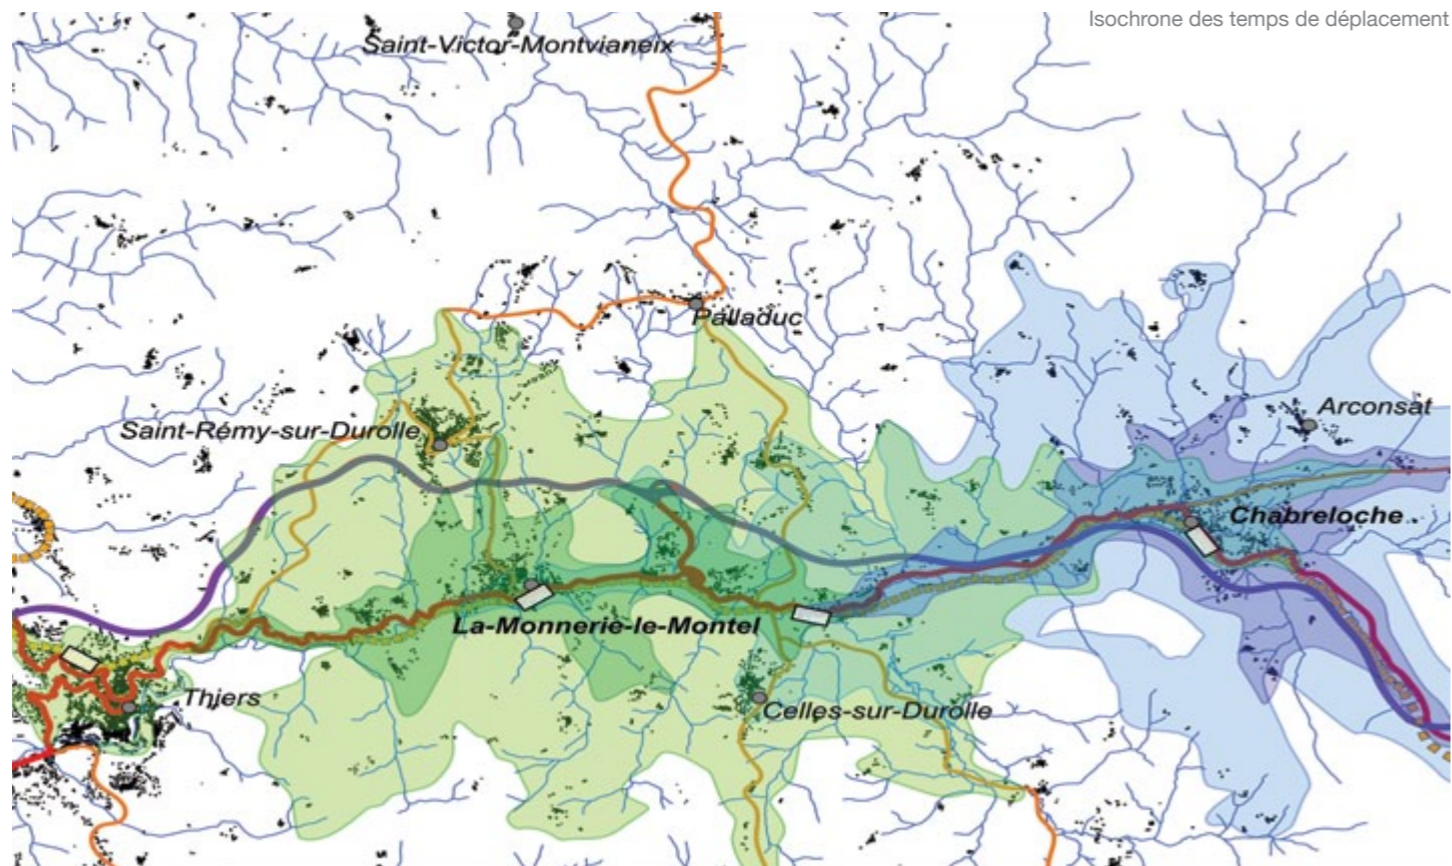 Isochrone des temps de déplacement
Saint-Victor-Montvianeix
Palladuc
Arconsat
Saint-Rémy-sur-Durolle
Chabreloche
La-Monnerie-le-Montel
Thiers
Celles-sur-Durolle